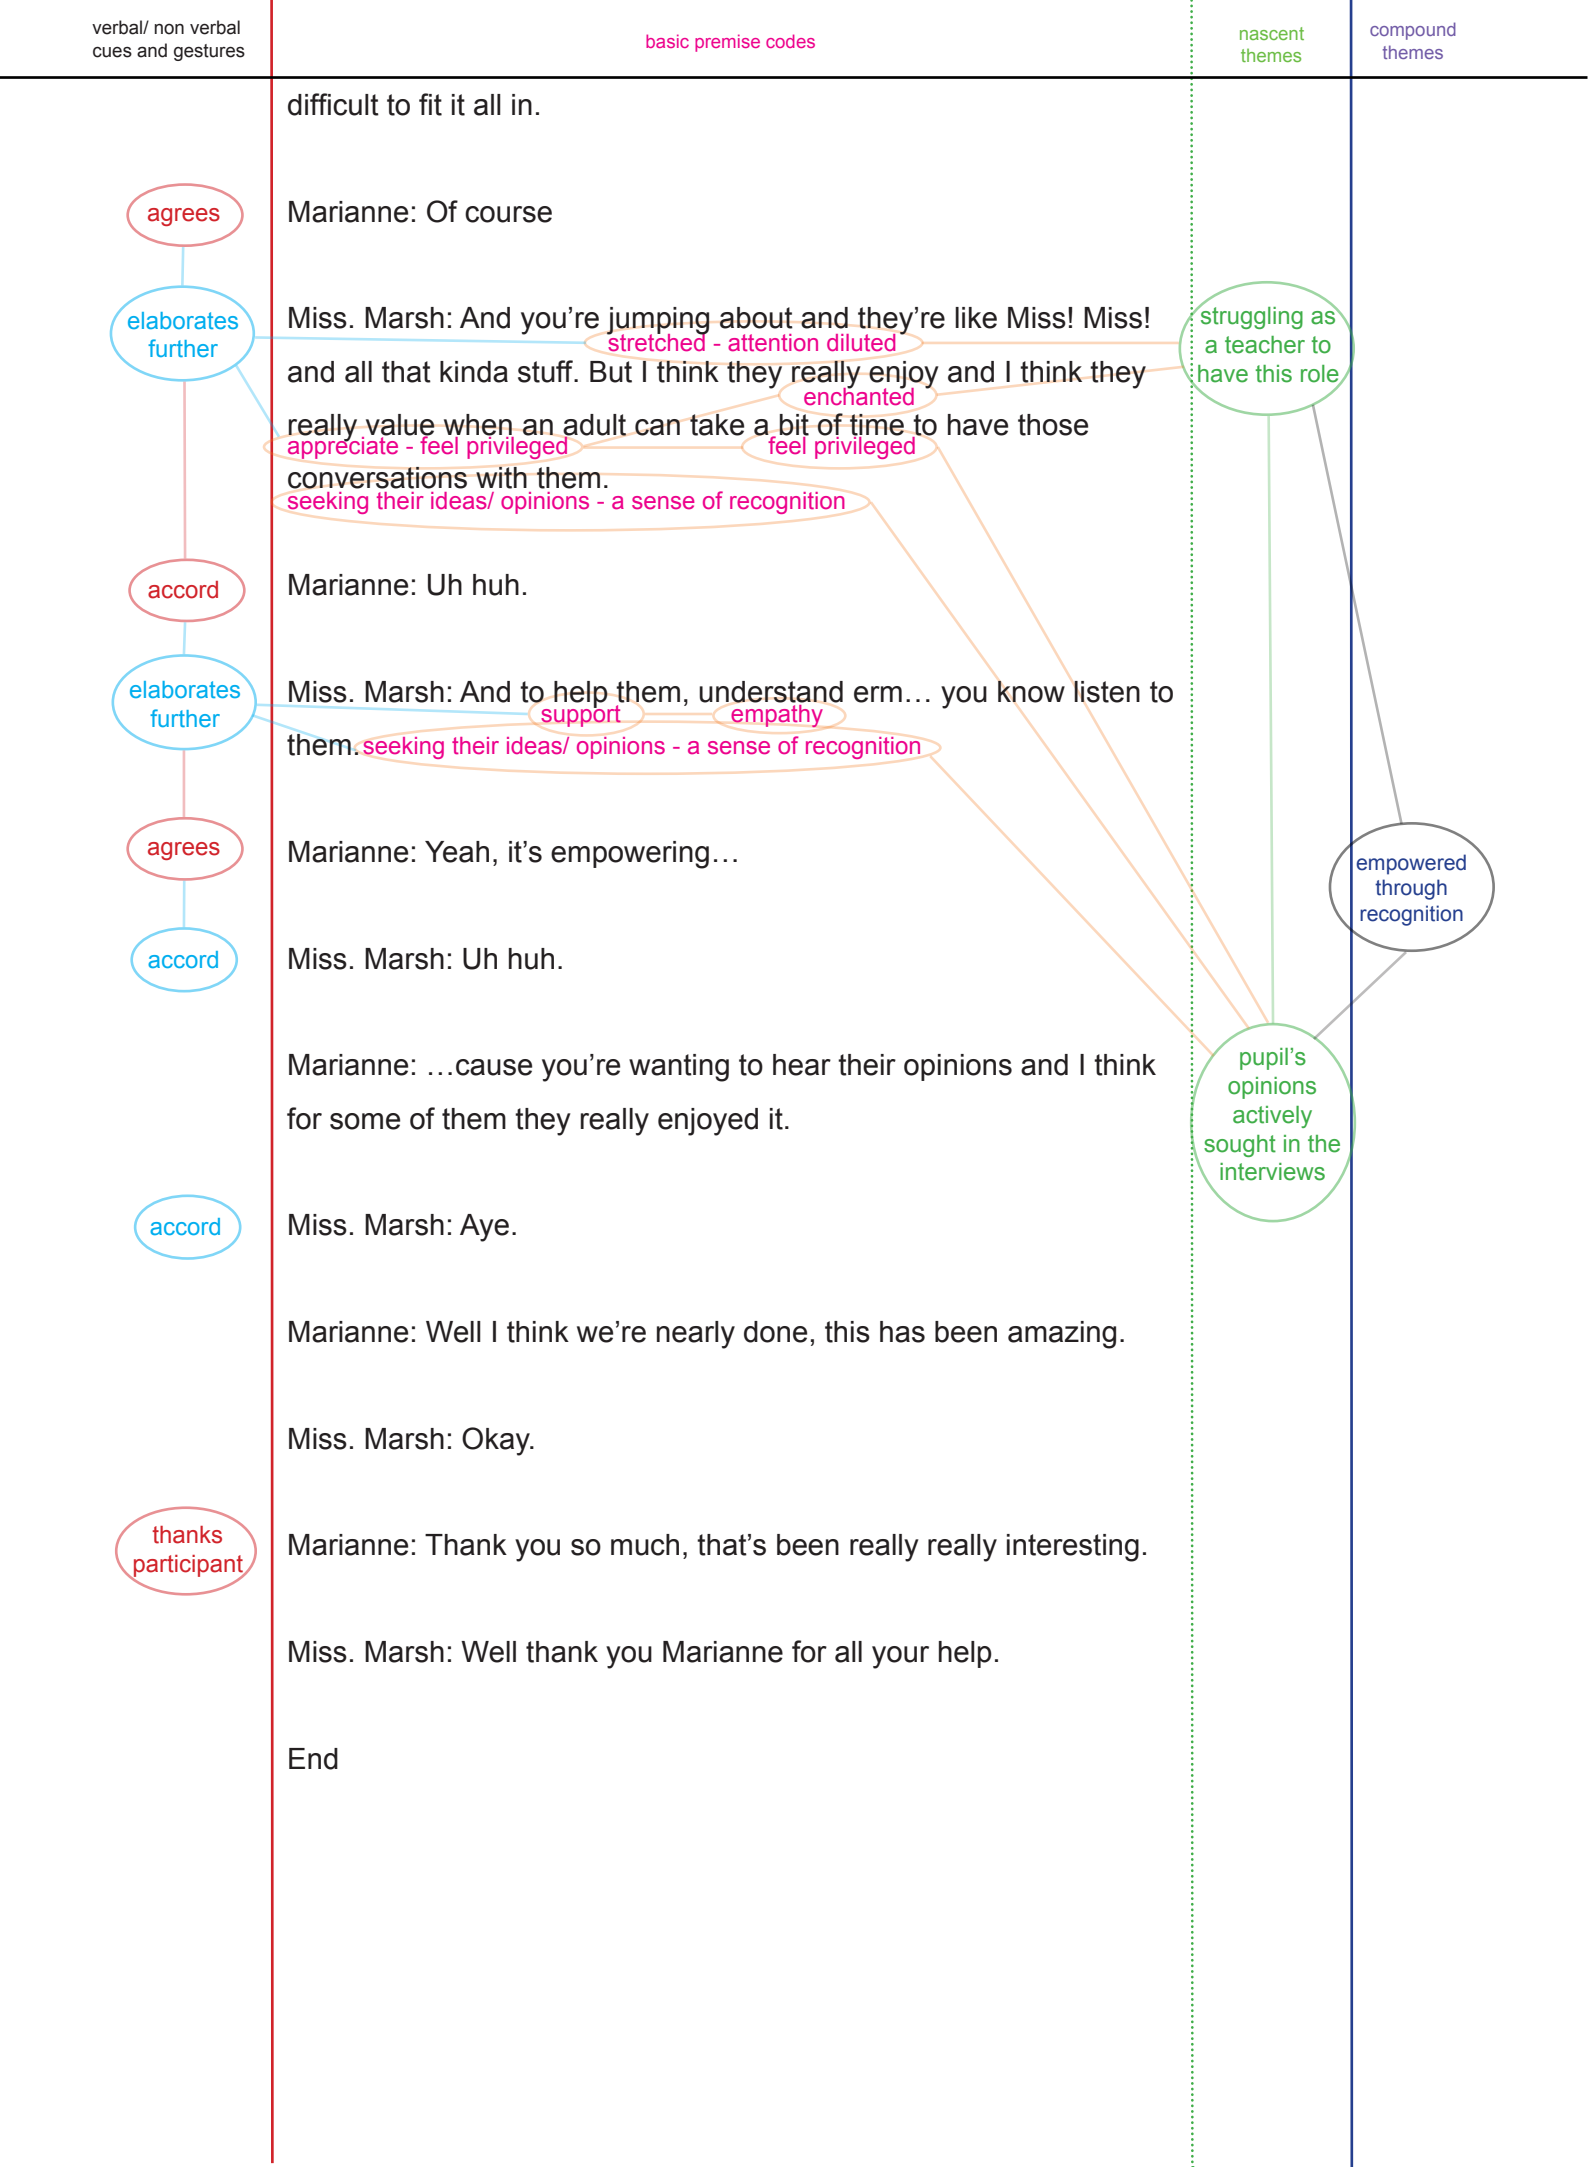 verbal/ non verbal
cues and gestures
basic premise codes
nascent
themes
compound
themes
difficult to fit it all in.
agrees
Marianne: Of course
elaborates
further
Miss. Marsh: And you're jumping about and they're like Miss! Miss!
stretched - attention diluted
and all that kinda stuff. But I think they really enjoy and I think they
enchanted
really value when an adult can take a bit of time to have those
appreciate - feel privileged
feel privileged
conversations with them.
seeking their ideas/ opinions - a sense of recognition
struggling as
a teacher to
have this role
accord
Marianne: Uh huh.
elaborates
further
Miss. Marsh: And to help them, understand erm… you know listen to
support
empathy
them.
seeking their ideas/ opinions - a sense of recognition
agrees
Marianne: Yeah, it's empowering…
empowered
through
recognition
accord
Miss. Marsh: Uh huh.
Marianne: …cause you're wanting to hear their opinions and I think
for some of them they really enjoyed it.
pupil's
opinions
actively
sought in the
interviews
accord
Miss. Marsh: Aye.
Marianne: Well I think we're nearly done, this has been amazing.
Miss. Marsh: Okay.
thanks
participant
Marianne: Thank you so much, that's been really really interesting.
Miss. Marsh: Well thank you Marianne for all your help.
End